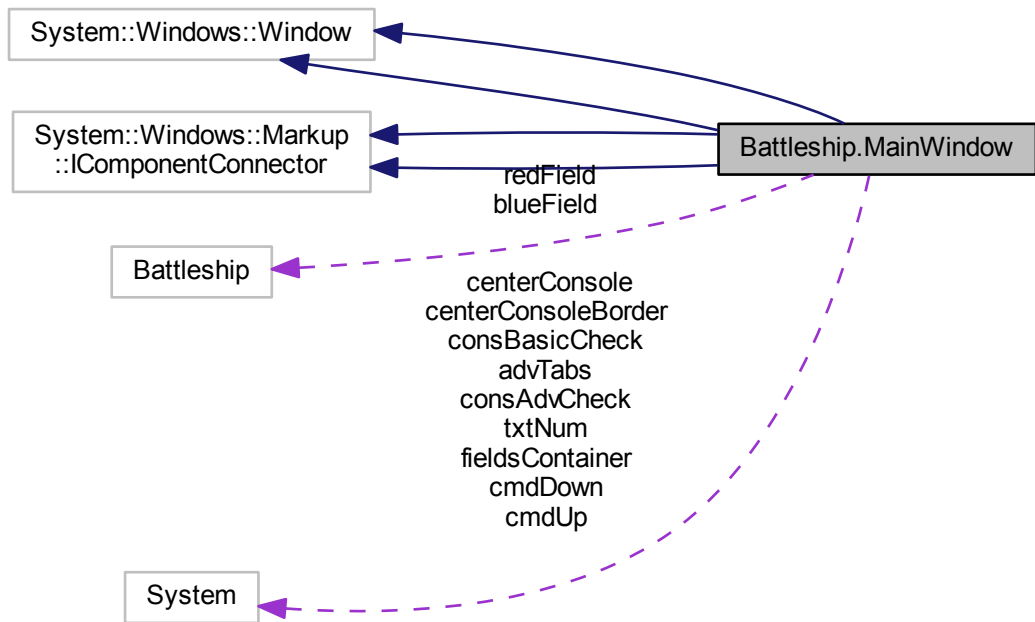 System::Windows::Window
System::Windows::Markup
::IComponentConnector
Battleship.MainWindow
redField
blueField
Battleship
centerConsole
centerConsoleBorder
consBasicCheck
advTabs
consAdvCheck
txtNum
fieldsContainer
cmdDown
cmdUp
System